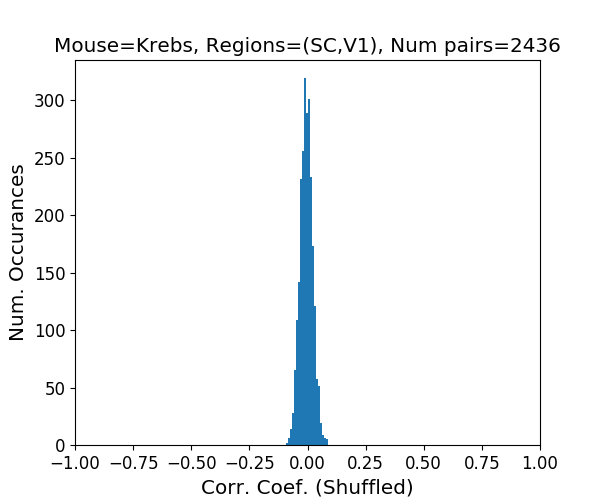 Mouse=Krebs, Regions=(SC,V1), Num pairs=2436
300
250
200
150
100
50
0
Num. Occurances
−1.00 −0.75 −0.50 −0.25 0.00 0.25 0.50 0.75 1.00
Corr. Coef. (Shuffled)